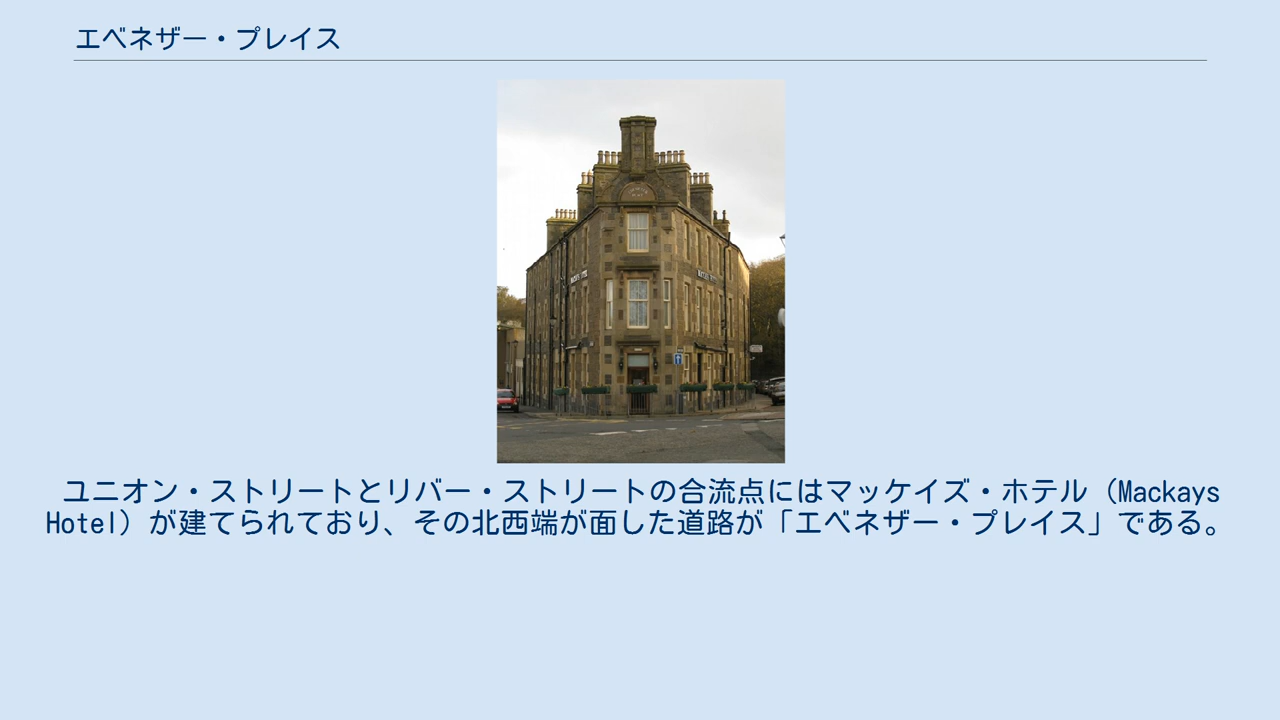 エベネザー・プレイス
ユニオン・ストリートとリバー・ストリートの合流点にはマッケイズ・ホテル（Mackays
Hotel）が建てられており、その北西端が面した道路が「エベネザー・プレイス」である。